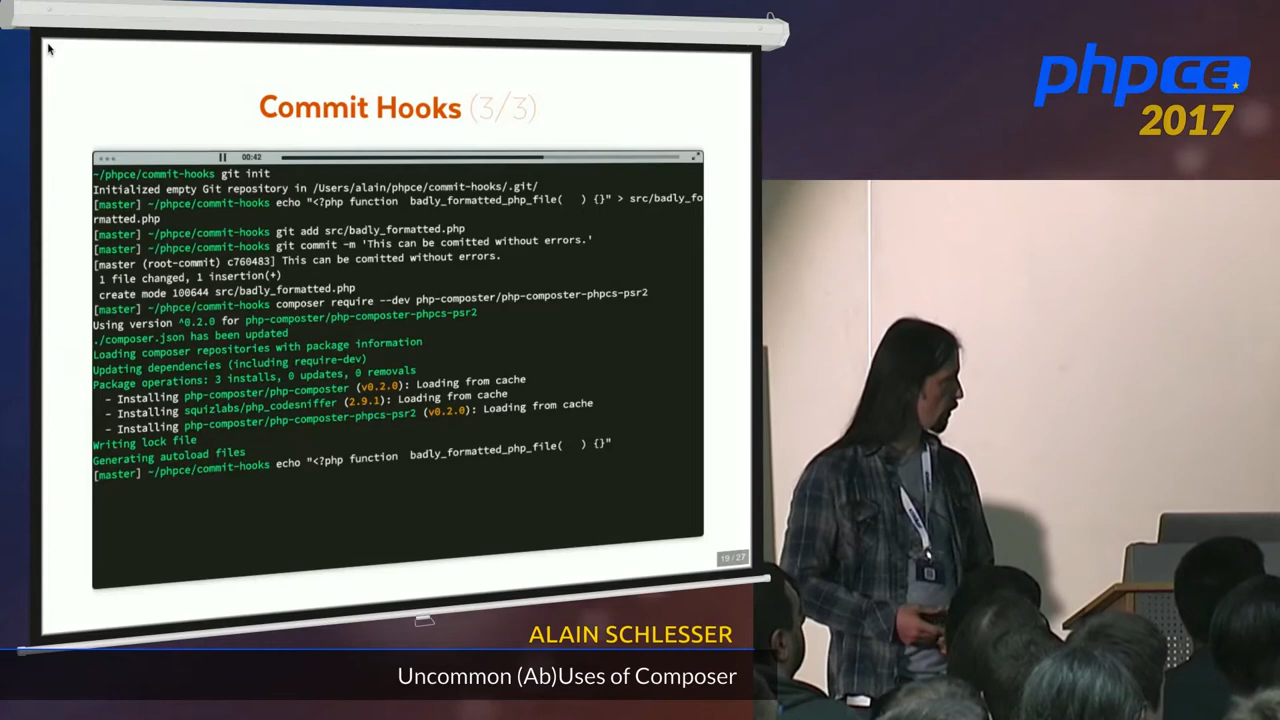 phpCE
2017
Commit Hooks (3/3)
00:42
~/phpce/commit-hooks git init
Initialized empty Git repository in /Users/alain/phpce/commit-hooks/.git/
[master] ~/phpce/commit-hooks echo "<?php function  badly_formatted_php_file(   ) {}" > src/badly_fo
rmatted.php
[master] ~/phpce/commit-hooks git add src/badly_formatted.php
[master] ~/phpce/commit-hooks git commit -m 'This can be comitted without errors.'
[master (root-commit) c760483] This can be comitted without errors.
1 file changed, 1 insertion(+)
create mode 100644 src/badly_formatted.php
[master] ~/phpce/commit-hooks composer require --dev php-composter/php-composter-phpcs-psr2
Using version ^0.2.0 for php-composter/php-composter-phpcs-psr2
./composer.json has been updated
Loading composer repositories with package information
Updating dependencies (including require-dev)
Package operations: 3 installs, 0 updates, 0 removals
- Installing php-composter/php-composter (v0.2.0): Loading from cache
- Installing squizlabs/php_codesniffer (2.9.1): Loading from cache
- Installing php-composter/php-composter-phpcs-psr2 (v0.2.0): Loading from cache
Writing lock file
Generating autoload files
[master] ~/phpce/commit-hooks echo "<?php function  badly_formatted_php_file(   ) {}"
19 / 27
ALAIN SCHLESSER
Uncommon (Ab)Uses of Composer